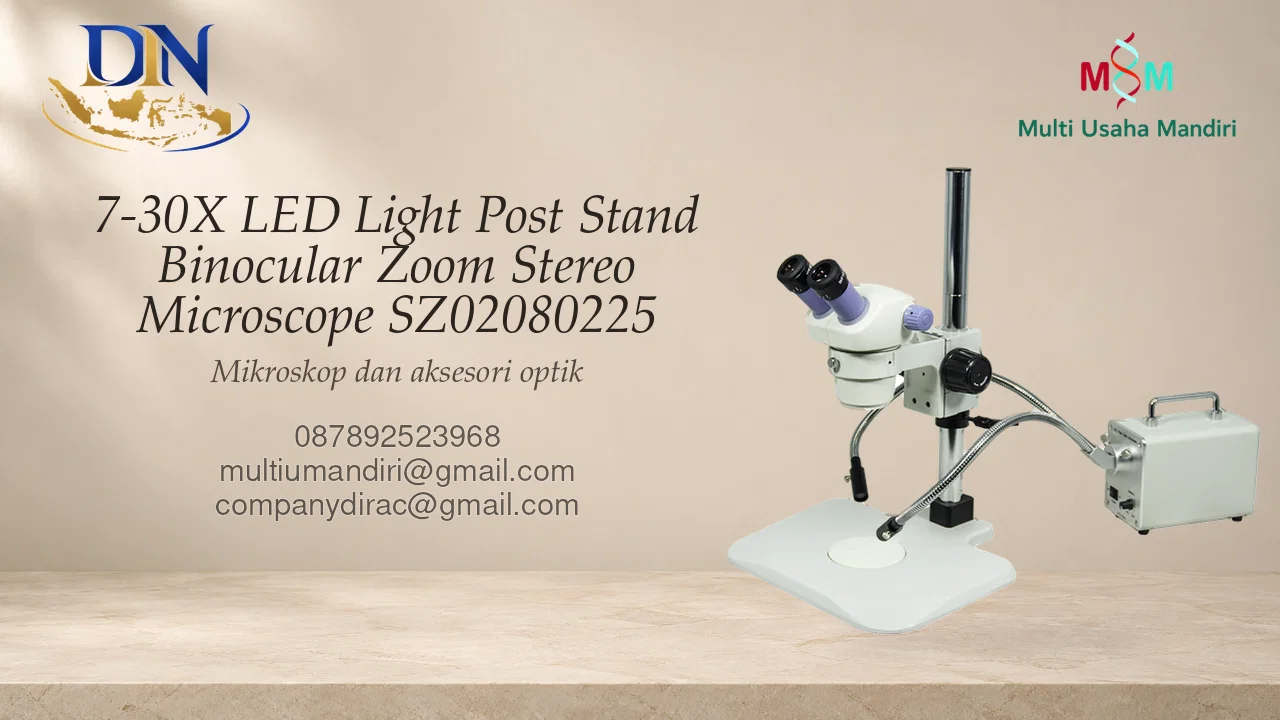 DIN
M M
Multi Usaha Mandiri
7-30X LED Light Post Stand
Binocular Zoom Stereo
Microscope SZ02080225
Mikroskop dan aksesori optik
087892523968
multiumandiri@gmail.com
companydirac@gmail.com